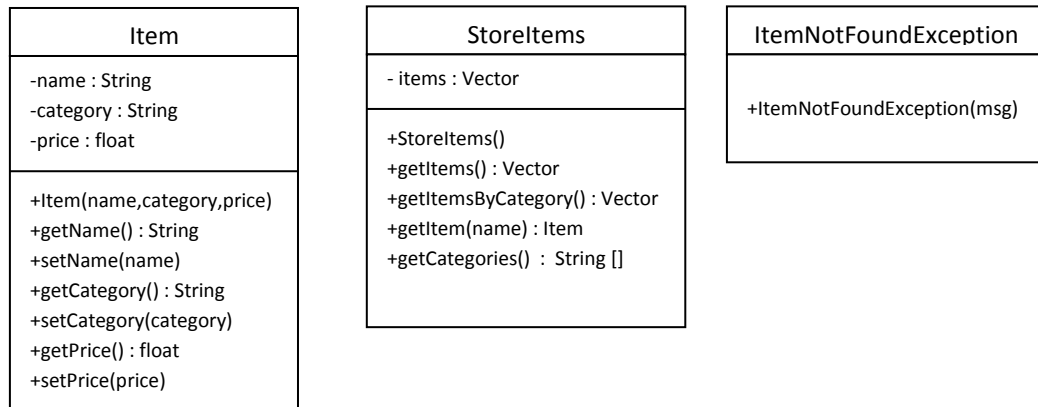 Item
-name : String
-category : String
-price : float
+Item(name,category,price)
+getName() : String
+setName(name)
+getCategory() : String
+setCategory(category)
+getPrice() : float
+setPrice(price)
StoreItems
- items : Vector
+StoreItems()
+getItems() : Vector
+getItemsByCategory() : Vector
+getItem(name) : Item
+getCategories() : String []
ItemNotFoundException
+ItemNotFoundException(msg)